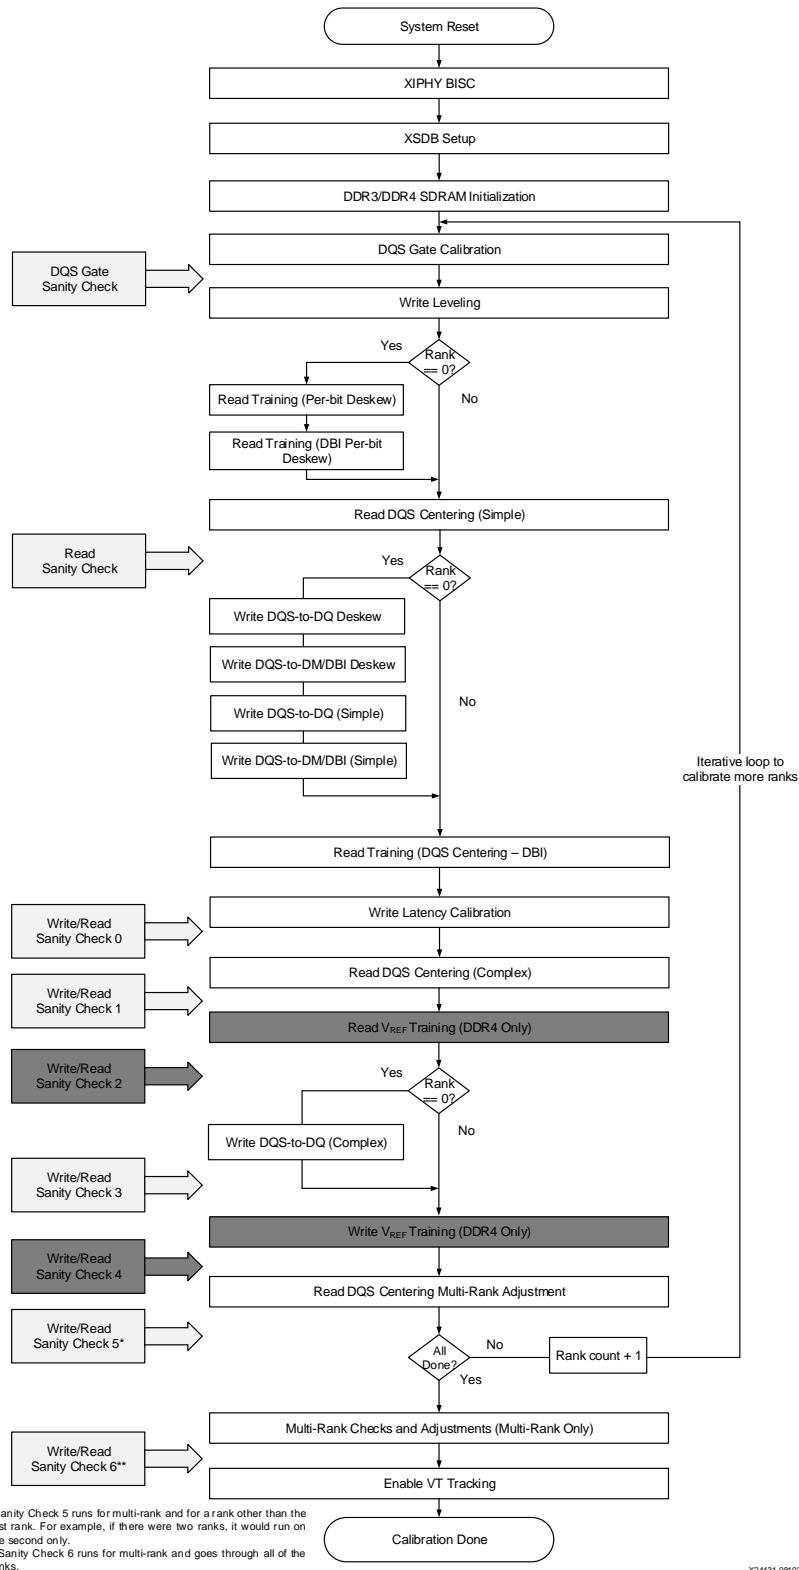 System Reset
XIPHY BISC
XSDB Setup
DDR3/DDR4 SDRAM Initialization
DQS Gate Calibration
DQS Gate
Sanity Check
Write Leveling
Yes
Rank
== 0?
No
Read Training (Per-bit Deskew)
Read Training (DBI Per-bit
Deskew)
Read DQS Centering (Simple)
Read
Sanity Check
Yes
Rank
== 0?
No
Write DQS-to-DQ Deskew
Write DQS-to-DM/DBI Deskew
Write DQS-to-DQ (Simple)
Write DQS-to-DM/DBI (Simple)
Iterative loop to
calibrate more ranks
Read Training (DQS Centering – DBI)
Write Latency Calibration
Write/Read
Sanity Check 0
Read DQS Centering (Complex)
Write/Read
Sanity Check 1
Read VREF Training (DDR4 Only)
Write/Read
Sanity Check 2
Yes
Rank
== 0?
No
Write DQS-to-DQ (Complex)
Write/Read
Sanity Check 3
Write VREF Training (DDR4 Only)
Write/Read
Sanity Check 4
Read DQS Centering Multi-Rank Adjustment
Write/Read
Sanity Check 5*
All
Done?
No
Rank count + 1
Yes
Multi-Rank Checks and Adjustments (Multi-Rank Only)
Write/Read
Sanity Check 6**
Enable VT Tracking
Calibration Done
anity Check 5 runs for multi-rank and for a rank other than the
st rank. For example, if there were two ranks, it would run on
e second only.
Sanity Check 6 runs for multi-rank and goes through all of the
nks.